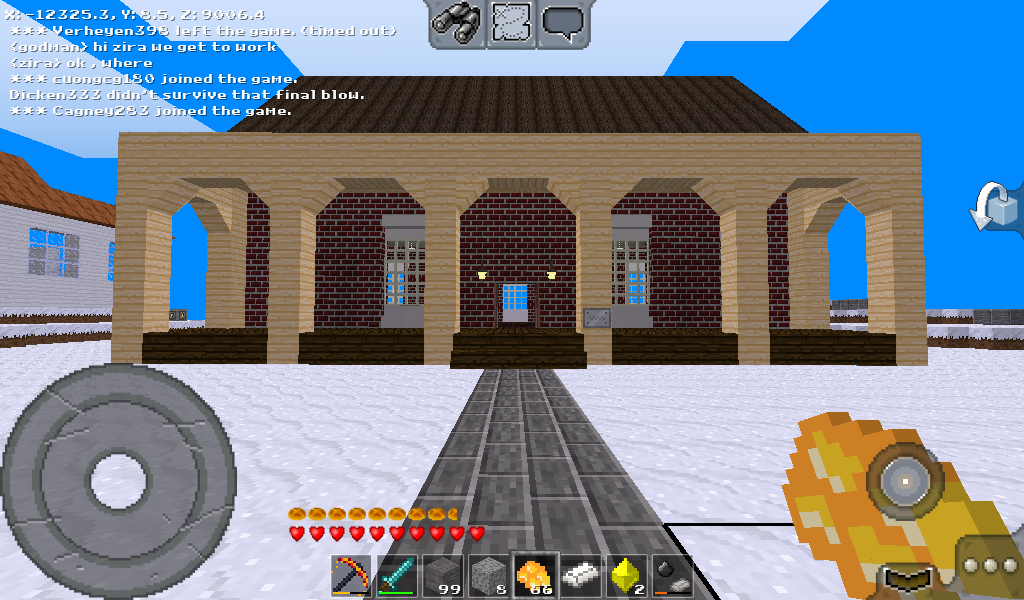 X: -12325.3, Y: 8.5, Z: 9006.4
*** Verheyen398 left the game. (timed out)
<godman> hi zira we get to work
<zira> ok , where
*** cuongcg180 joined the game.
Dicken333 didn't survive that final blow.
*** Cagney283 joined the game.
99
8
86
2